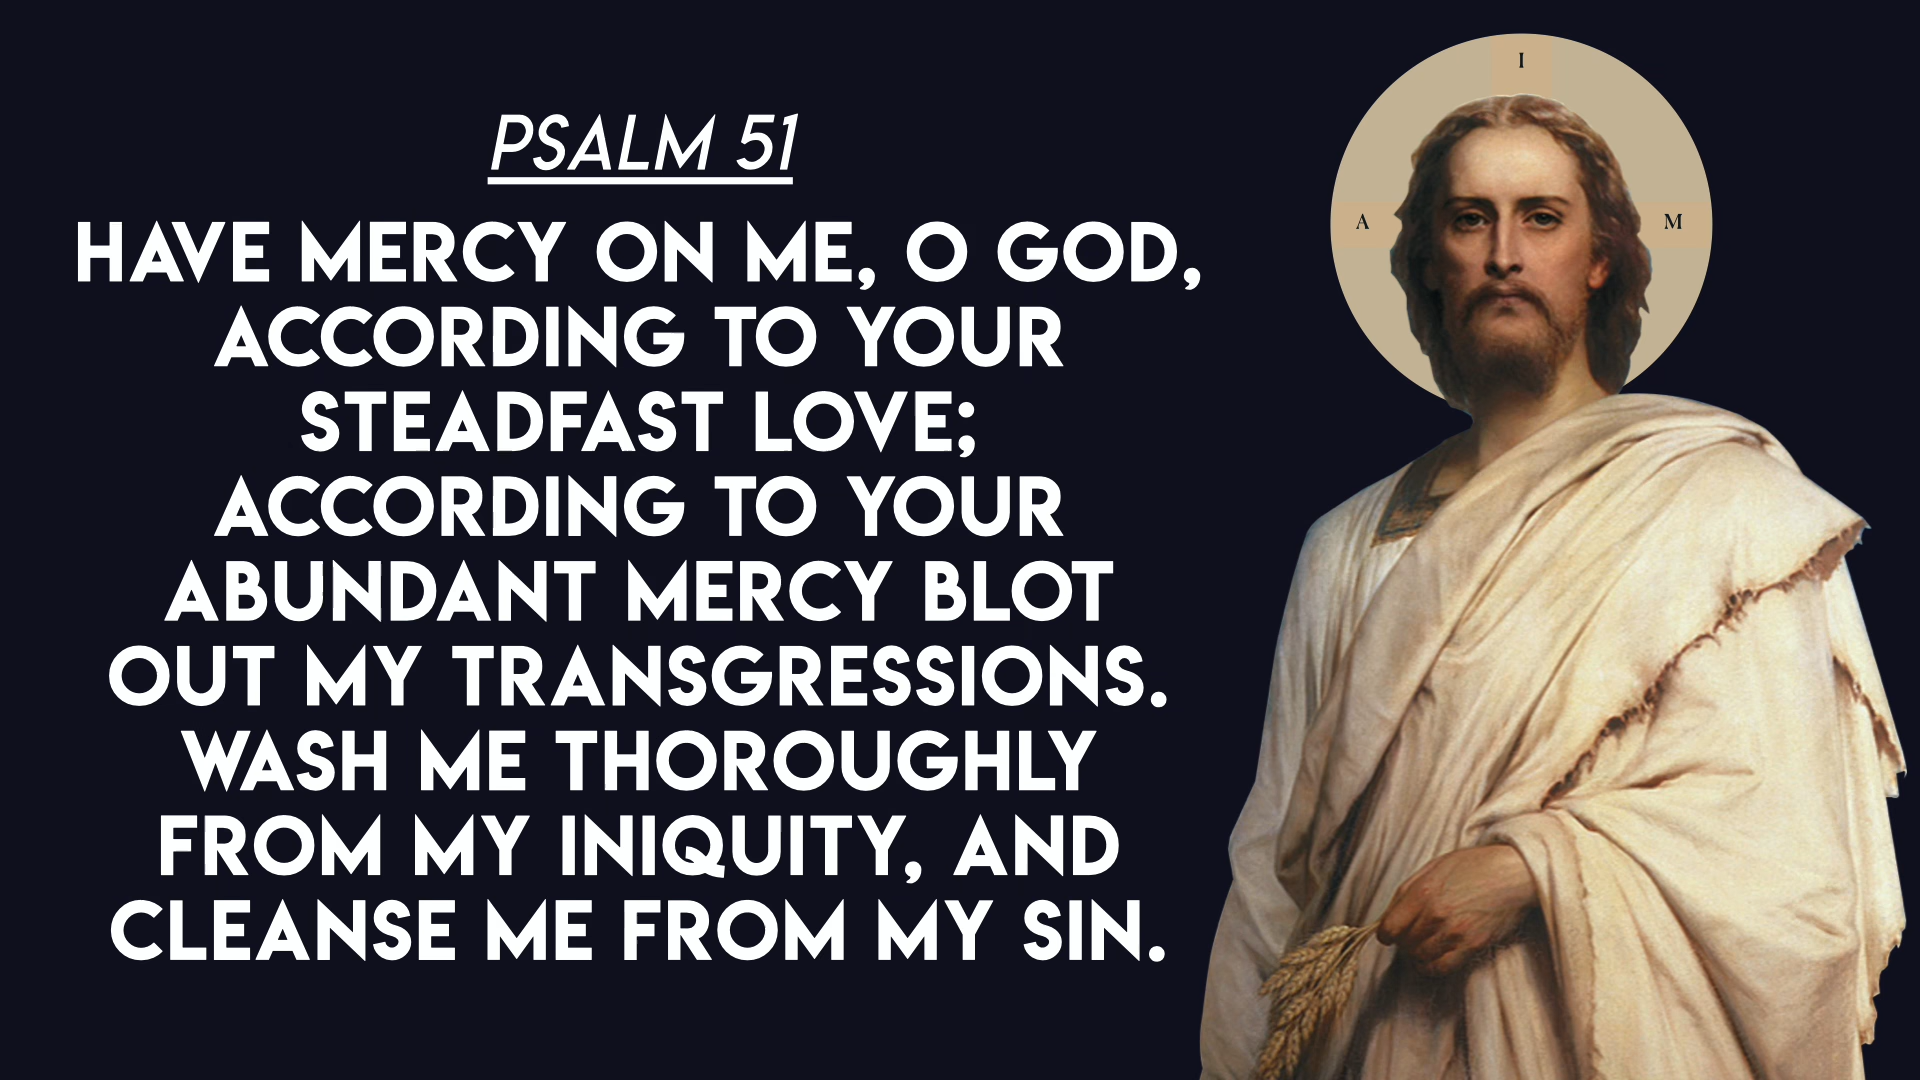 PSALM 51
HAVE MERCY ON ME, O GOD,
ACCORDING TO YOUR
STEADFAST LOVE;
ACCORDING TO YOUR
ABUNDANT MERCY BLOT
OUT MY TRANSGRESSIONS.
WASH ME THOROUGHLY
FROM MY INIQUITY, AND
CLEANSE ME FROM MY SIN.
I
A M